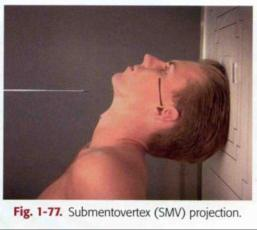 Fig. 1-77. Submentovertex (SMV) projection.